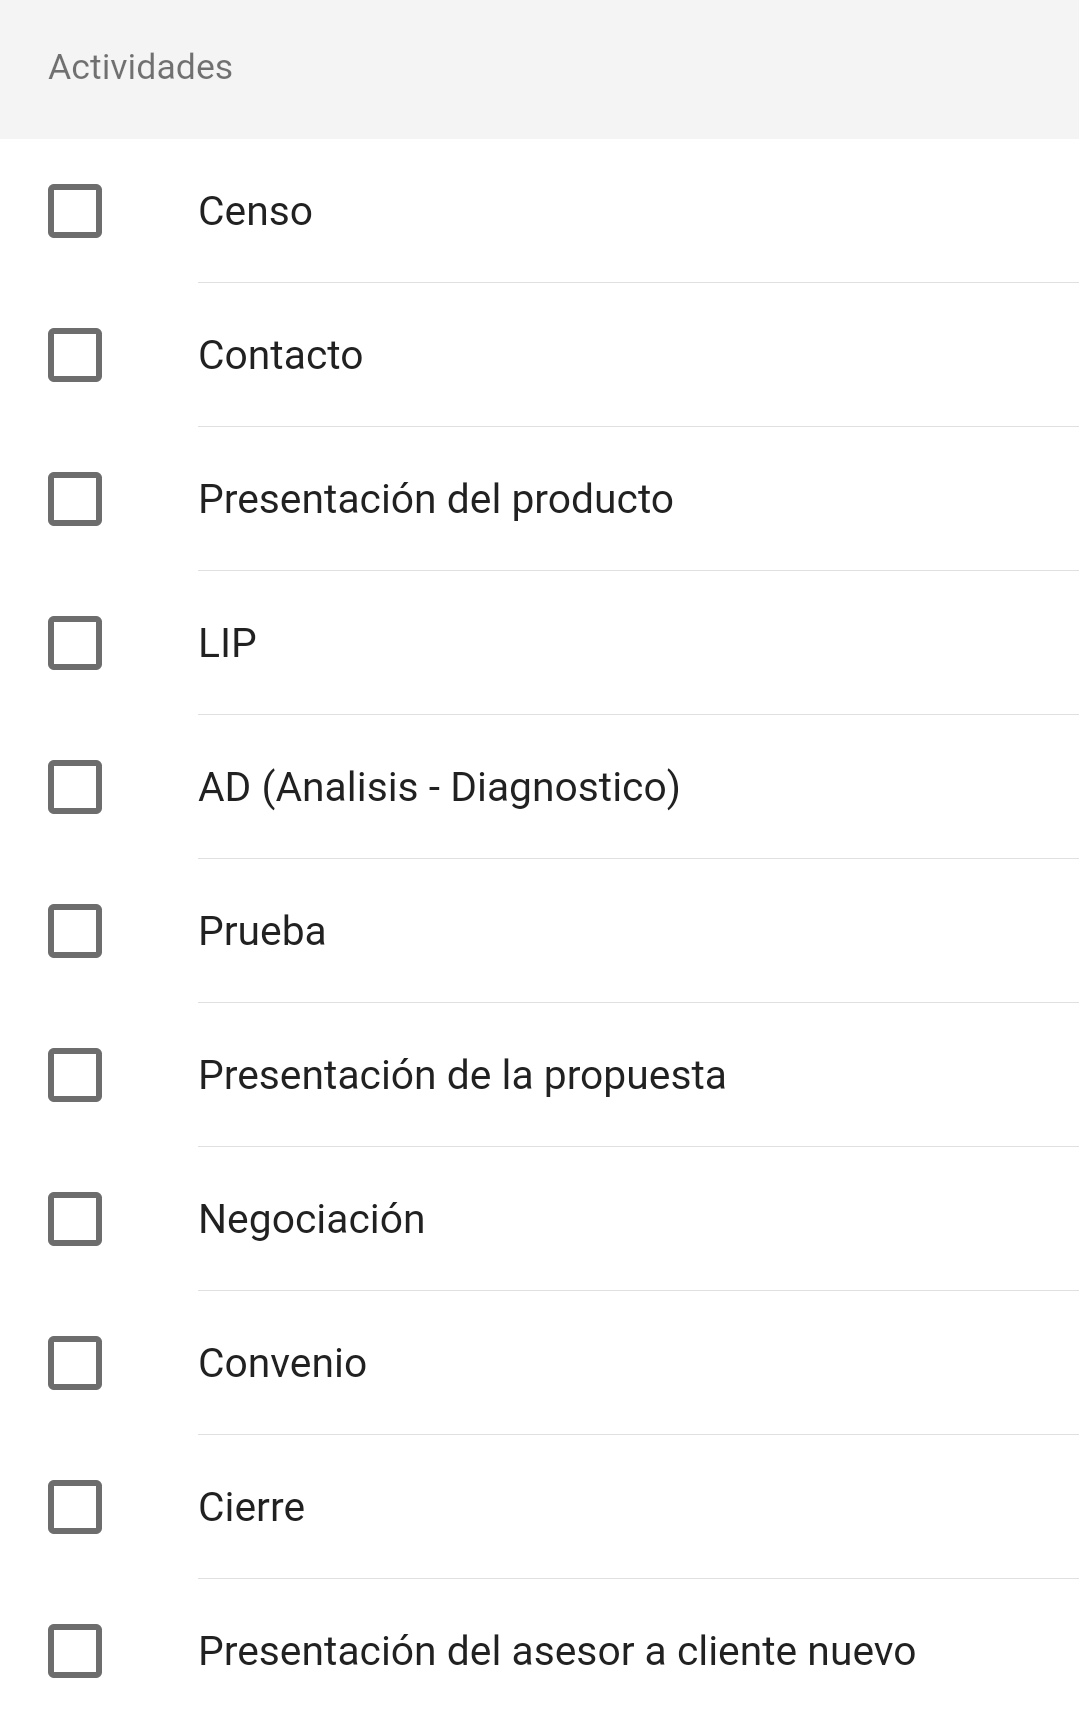 Actividades
Censo
Contacto
Presentación del producto
LIP
AD (Analisis - Diagnostico)
Prueba
Presentación de la propuesta
Negociación
Convenio
Cierre
Presentación del asesor a cliente nuevo